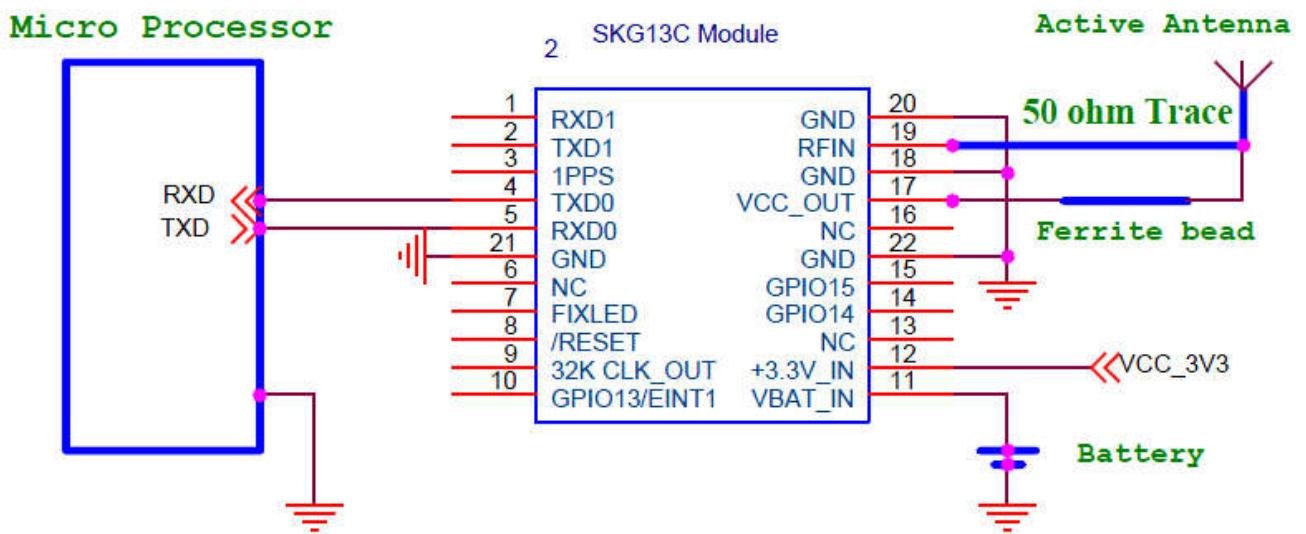 Micro Processor
RXD
TXD
2
SKG13C Module
1 RXD1
2 TXD1
3 1PPS
4 TXD0
5 RXD0
21 GND
6 NC
7 FIXLED
8 /RESET
9 32K CLK_OUT
10 GPIO13/EINT1
GND 20
RFIN 19
GND 18
VCC_OUT 17
NC 16
GND 22
GPIO15 15
GPIO14 14
NC 13
+3.3V_IN 12
VBAT_IN 11
Active Antenna
50 ohm Trace
Ferrite bead
VCC_3V3
Battery